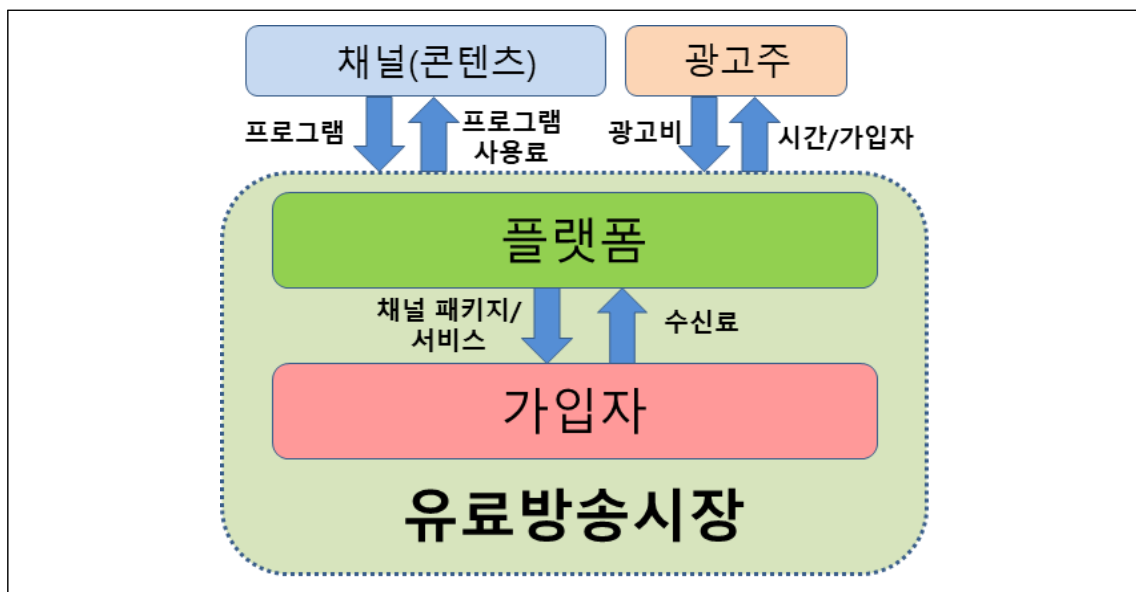 채널(콘텐츠)
광고주
프로그램
프로그램
사용료
광고비
시간/가입자
플랫폼
채널 패키지/
서비스
수신료
가입자
유료방송시장